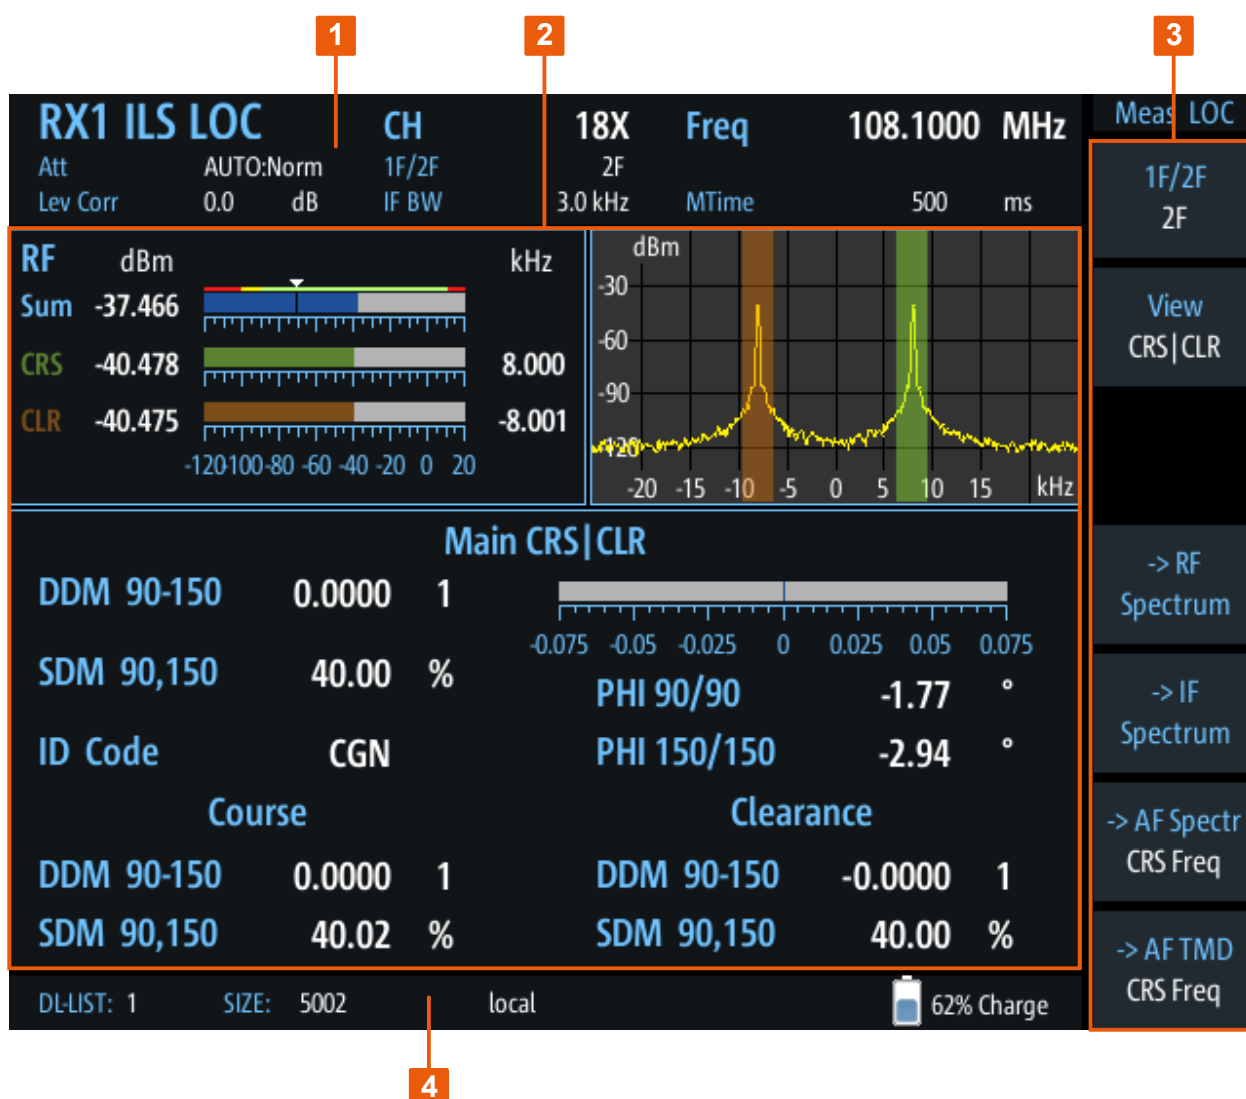 1
2
3
RX1 ILS LOC CH 18X Freq 108.1000 MHz
Att AUTO:Norm 1F/2F 2F
Lev Corr 0.0 dB IF BW 3.0 kHz MTime 500 ms
Meas LOC
1F/2F
2F
View
CRS|CLR
-> RF
Spectrum
-> IF
Spectrum
-> AF Spectr
CRS Freq
-> AF TMD
CRS Freq
RF dBm kHz
Sum -37.466
CRS -40.478 8.000
CLR -40.475 -8.001
-120-100-80 -60 -40 -20 0 20
dBm
-30
-60
-90
-120
-20 -15 -10 -5 0 5 10 15 kHz
Main CRS|CLR
DDM 90-150 0.0000 1
-0.075 -0.05 -0.025 0 0.025 0.05 0.075
SDM 90,150 40.00 %
PHI 90/90 -1.77 °
ID Code CGN
PHI 150/150 -2.94 °
Course
DDM 90-150 0.0000 1
SDM 90,150 40.02 %
Clearance
DDM 90-150 -0.0000 1
SDM 90,150 40.00 %
DL-LIST: 1 SIZE: 5002 local 62% Charge
4